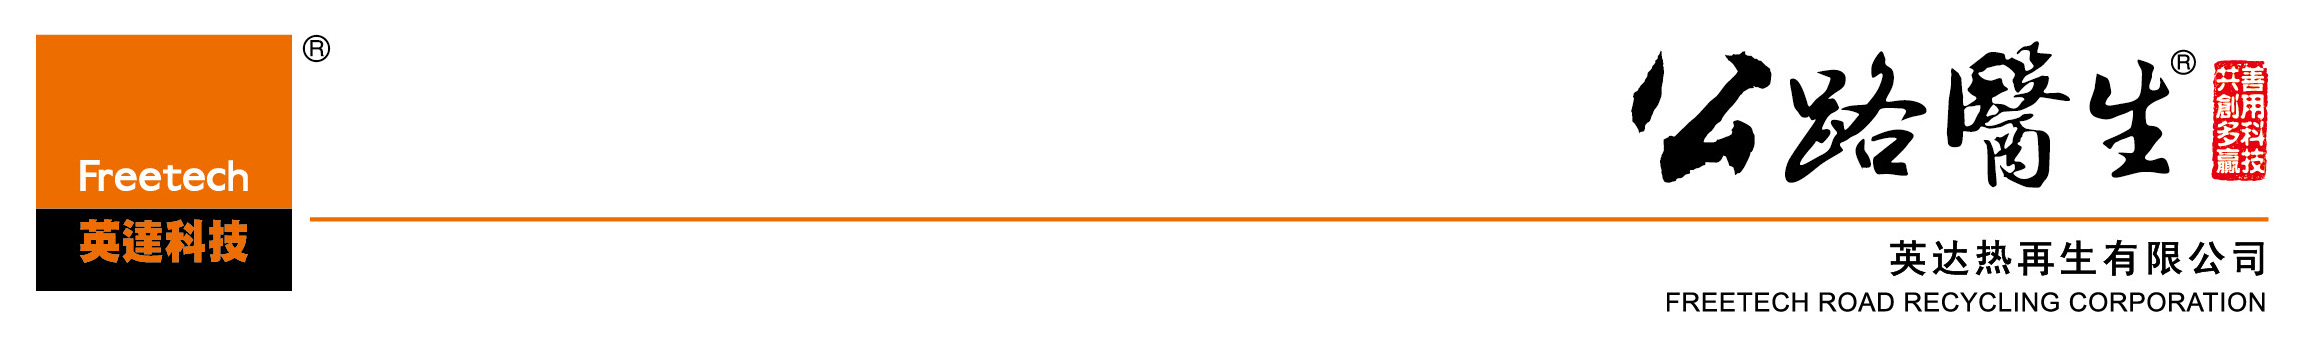 Freetech
®
英達科技
公路醫生®
善用科技
共創多贏
英达热再生有限公司
FREETECH ROAD RECYCLING CORPORATION